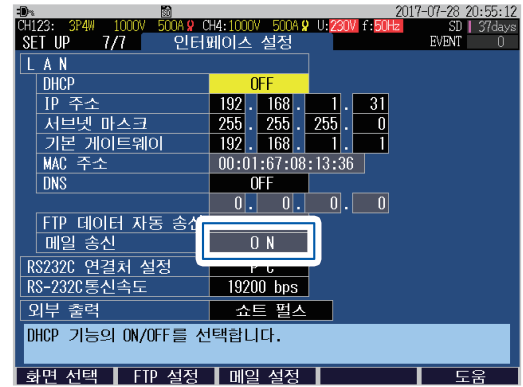 2017-07-28 20:55:12
CH123: 3P4W 1000V 500A CH4:1000V 500A U:230V f:50Hz SD 37days
SET UP 7/7 인터페이스 설정 EVENT 0
LAN
DHCP OFF
IP 주소 192. 168. 1. 31
서브넷 마스크 255. 255. 255. 0
기본 게이트웨이 192. 168. 1. 1
MAC 주소 00:01:67:08:13:36
DNS OFF
0. 0. 0. 0
FTP 데이터 자동 송신
메일 송신 ON
RS232C 연결처 설정 PC
RS-232C통신속도 19200 bps
외부 출력 쇼트 펄스
DHCP 기능의 ON/OFF를 선택합니다.
화면 선택 FTP 설정 메일 설정 도움